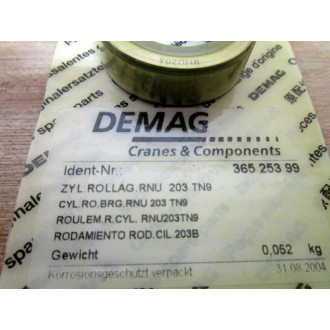 RNU203
DEMAG
Cranes & Components
Ident-Nr.: 365 253 99
ZYL.ROLLAG.RNU 203 TN9
CYL.RO.BRG.RNU 203 TN9
ROULEM.R.CYL. RNU203TN9
RODAMIENTO ROD.CIL.203B
Gewicht 0,052 kg
Korrosionsgeschützt verpackt 31.08.2004